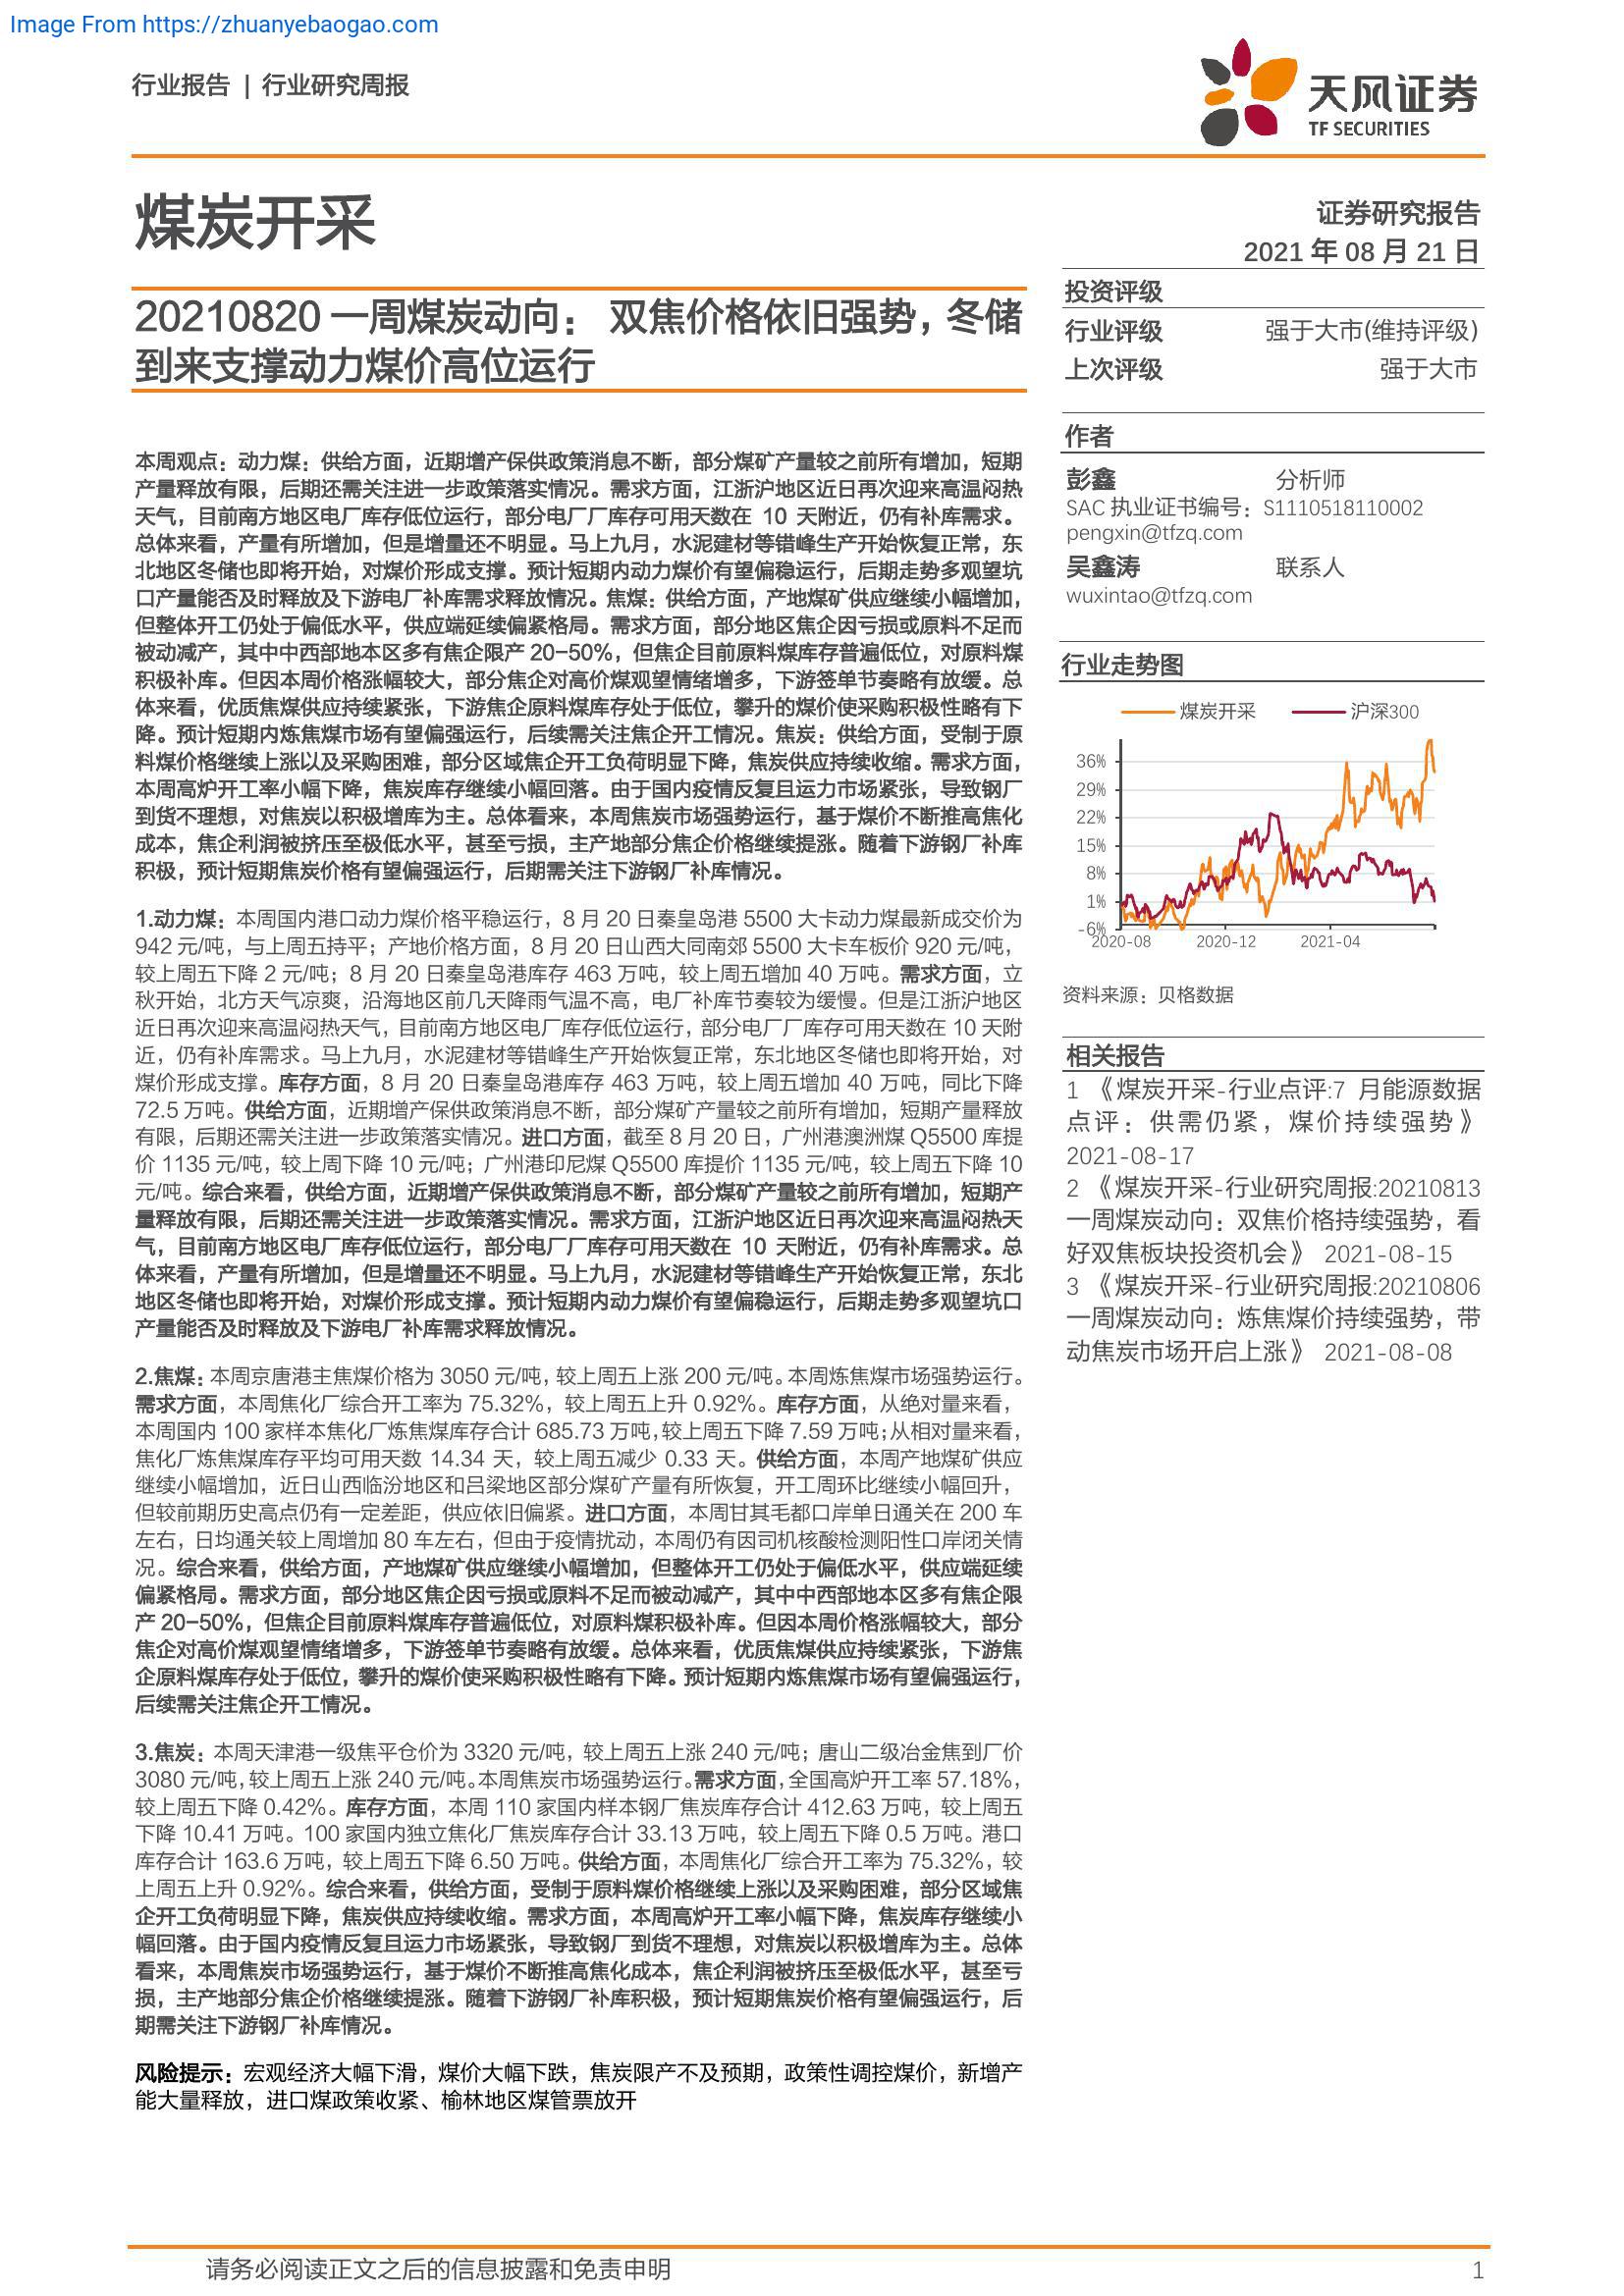 Image From https://zhuanyebaogao.com
行业报告 | 行业研究周报
天风证券
TF SECURITIES
煤炭开采
证券研究报告
2021 年 08 月 21 日
20210820 一周煤炭动向： 双焦价格依旧强势，冬储
到来支撑动力煤价高位运行
本周观点：动力煤：供给方面，近期增产保供政策消息不断，部分煤矿产量较之前所有增加，短期
产量释放有限，后期还需关注进一步政策落实情况。需求方面，江浙沪地区近日再次迎来高温闷热
天气，目前南方地区电厂库存低位运行，部分电厂厂库存可用天数在 10 天附近，仍有补库需求。
总体来看，产量有所增加，但是增量还不明显。马上九月，水泥建材等错峰生产开始恢复正常，东
北地区冬储也即将开始，对煤价形成支撑。预计短期内动力煤价有望偏稳运行，后期走势多观望坑
口产量能否及时释放及下游电厂补库需求释放情况。焦煤：供给方面，产地煤矿供应继续小幅增加，
但整体开工仍处于偏低水平，供应端延续偏紧格局。需求方面，部分地区焦企因亏损或原料不足而
被动减产，其中中西部地本区多有焦企限产 20-50%，但焦企目前原料煤库存普遍低位，对原料煤
积极补库。但因本周价格涨幅较大，部分焦企对高价煤观望情绪增多，下游签单节奏略有放缓。总
体来看，优质焦煤供应持续紧张，下游焦企原料煤库存处于低位，攀升的煤价使采购积极性略有下
降。预计短期内炼焦煤市场有望偏强运行，后续需关注焦企开工情况。焦炭：供给方面，受制于原
料煤价格继续上涨以及采购困难，部分区域焦企开工负荷明显下降，焦炭供应持续收缩。需求方面，
本周高炉开工率小幅下降，焦炭库存继续小幅回落。由于国内疫情反复且运力市场紧张，导致钢厂
到货不理想，对焦炭以积极增库为主。总体看来，本周焦炭市场强势运行，基于煤价不断推高焦化
成本，焦企利润被挤压至极低水平，甚至亏损，主产地部分焦企价格继续提涨。随着下游钢厂补库
积极，预计短期焦炭价格有望偏强运行，后期需关注下游钢厂补库情况。
1.动力煤：本周国内港口动力煤价格平稳运行，8 月 20 日秦皇岛港 5500 大卡动力煤最新成交价为
942 元/吨，与上周五持平；产地价格方面，8 月 20 日山西大同南郊 5500 大卡车板价 920 元/吨，
较上周五下降 2 元/吨；8 月 20 日秦皇岛港库存 463 万吨，较上周五增加 40 万吨。需求方面，立
秋开始，北方天气凉爽，沿海地区前几天降雨气温不高，电厂补库节奏较为缓慢。但是江浙沪地区
近日再次迎来高温闷热天气，目前南方地区电厂库存低位运行，部分电厂厂库存可用天数在 10 天附
近，仍有补库需求。马上九月，水泥建材等错峰生产开始恢复正常，东北地区冬储也即将开始，对
煤价形成支撑。库存方面，8 月 20 日秦皇岛港库存 463 万吨，较上周五增加 40 万吨，同比下降
72.5 万吨。供给方面，近期增产保供政策消息不断，部分煤矿产量较之前所有增加，短期产量释放
有限，后期还需关注进一步政策落实情况。进口方面，截至 8 月 20 日，广州港澳洲煤 Q5500 库提
价 1135 元/吨，较上周下降 10 元/吨；广州港印尼煤 Q5500 库提价 1135 元/吨，较上周五下降 10
元/吨。综合来看，供给方面，近期增产保供政策消息不断，部分煤矿产量较之前所有增加，短期产
量释放有限，后期还需关注进一步政策落实情况。需求方面，江浙沪地区近日再次迎来高温闷热天
气，目前南方地区电厂库存低位运行，部分电厂厂库存可用天数在 10 天附近，仍有补库需求。总
体来看，产量有所增加，但是增量还不明显。马上九月，水泥建材等错峰生产开始恢复正常，东北
地区冬储也即将开始，对煤价形成支撑。预计短期内动力煤价有望偏稳运行，后期走势多观望坑口
产量能否及时释放及下游电厂补库需求释放情况。
2.焦煤：本周京唐港主焦煤价格为 3050 元/吨，较上周五上涨 200 元/吨。本周炼焦煤市场强势运行。
需求方面，本周焦化厂综合开工率为 75.32%，较上周五上升 0.92%。库存方面，从绝对量来看，
本周国内 100 家样本焦化厂炼焦煤库存合计 685.73 万吨，较上周五下降 7.59 万吨；从相对量来看，
焦化厂炼焦煤库存平均可用天数 14.34 天，较上周五减少 0.33 天。供给方面，本周产地煤矿供应
继续小幅增加，近日山西临汾地区和吕梁地区部分煤矿产量有所恢复，开工周环比继续小幅回升，
但较前期历史高点仍有一定差距，供应依旧偏紧。进口方面，本周甘其毛都口岸单日通关在 200 车
左右，日均通关较上周增加 80 车左右，但由于疫情扰动，本周仍有因司机核酸检测阳性口岸闭关情
况。综合来看，供给方面，产地煤矿供应继续小幅增加，但整体开工仍处于偏低水平，供应端延续
偏紧格局。需求方面，部分地区焦企因亏损或原料不足而被动减产，其中中西部地本区多有焦企限
产 20-50%，但焦企目前原料煤库存普遍低位，对原料煤积极补库。但因本周价格涨幅较大，部分
焦企对高价煤观望情绪增多，下游签单节奏略有放缓。总体来看，优质焦煤供应持续紧张，下游焦
企原料煤库存处于低位，攀升的煤价使采购积极性略有下降。预计短期内炼焦煤市场有望偏强运行，
后续需关注焦企开工情况。
3.焦炭：本周天津港一级焦平仓价为 3320 元/吨，较上周五上涨 240 元/吨；唐山二级冶金焦到厂价
3080 元/吨，较上周五上涨 240 元/吨。本周焦炭市场强势运行。需求方面，全国高炉开工率 57.18%，
较上周五下降 0.42%。库存方面，本周 110 家国内样本钢厂焦炭库存合计 412.63 万吨，较上周五
下降 10.41 万吨。100 家国内独立焦化厂焦炭库存合计 33.13 万吨，较上周五下降 0.5 万吨。港口
库存合计 163.6 万吨，较上周五下降 6.50 万吨。供给方面，本周焦化厂综合开工率为 75.32%，较
上周五上升 0.92%。综合来看，供给方面，受制于原料煤价格继续上涨以及采购困难，部分区域焦
企开工负荷明显下降，焦炭供应持续收缩。需求方面，本周高炉开工率小幅下降，焦炭库存继续小
幅回落。由于国内疫情反复且运力市场紧张，导致钢厂到货不理想，对焦炭以积极增库为主。总体
看来，本周焦炭市场强势运行，基于煤价不断推高焦化成本，焦企利润被挤压至极低水平，甚至亏
损，主产地部分焦企价格继续提涨。随着下游钢厂补库积极，预计短期焦炭价格有望偏强运行，后
期需关注下游钢厂补库情况。
风险提示：宏观经济大幅下滑，煤价大幅下跌，焦炭限产不及预期，政策性调控煤价，新增产
能大量释放，进口煤政策收紧、榆林地区煤管票放开
投资评级
行业评级 强于大市(维持评级)
上次评级 强于大市
作者
彭鑫 分析师
SAC 执业证书编号：S1110518110002
pengxin@tfzq.com
吴鑫涛 联系人
wuxintao@tfzq.com
行业走势图
煤炭开采 沪深300
36%
29%
22%
15%
8%
1%
-6%
2020-08 2020-12 2021-04
资料来源：贝格数据
相关报告
1 《煤炭开采-行业点评:7 月能源数据
点评：供需仍紧，煤价持续强势》
2021-08-17
2 《煤炭开采-行业研究周报:20210813
一周煤炭动向：双焦价格持续强势，看
好双焦板块投资机会》 2021-08-15
3 《煤炭开采-行业研究周报:20210806
一周煤炭动向：炼焦煤价持续强势，带
动焦炭市场开启上涨》 2021-08-08
请务必阅读正文之后的信息披露和免责申明 1